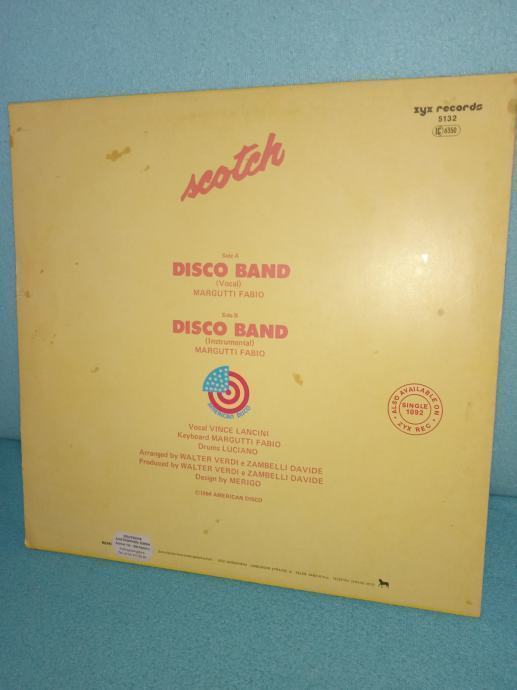 zyx records
5132
scotch
Side A
DISCO BAND
(Vocal)
MARGUTTI FABIO
Side B
DISCO BAND
(Instrumental)
MARGUTTI FABIO
AMERICAN DISCO
ALSO AVAILABLE ON
SINGLE
1092
ZYX REC
Vocal VINCE LANCINI
Keyboard MARGUTTI FABIO
Drums LUCIANO
Arranged by WALTER VERDI e ZAMBELLI DAVIDE
Produced by WALTER VERDI e ZAMBELLI DAVIDE
Design by MERIGO
AMERICAN DISCO